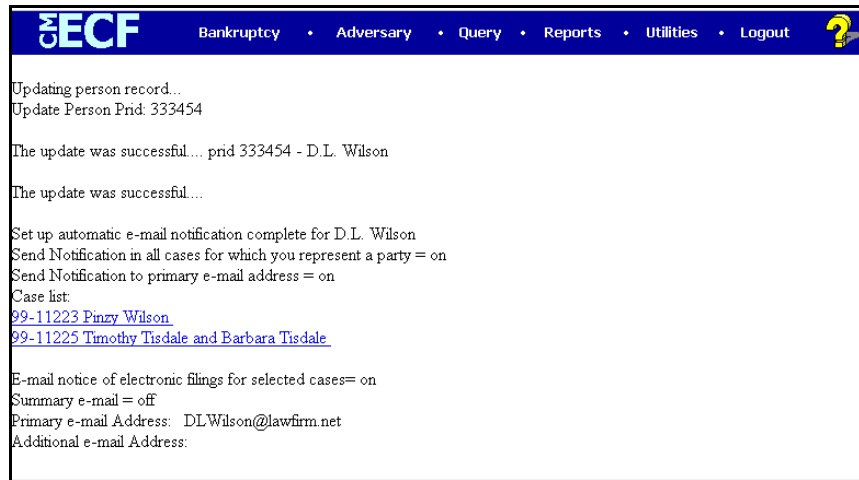 CM ECF Bankruptcy • Adversary • Query • Reports • Utilities • Logout ?
Updating person record...
Update Person Prid: 333454
The update was successful.... prid 333454 - D.L. Wilson
The update was successful....
Set up automatic e-mail notification complete for D.L. Wilson
Send Notification in all cases for which you represent a party = on
Send Notification to primary e-mail address = on
Case list:
99-11223 Pinzy Wilson
99-11225 Timothy Tisdale and Barbara Tisdale
E-mail notice of electronic filings for selected cases= on
Summary e-mail = off
Primary e-mail Address: DLWilson@lawfirm.net
Additional e-mail Address: